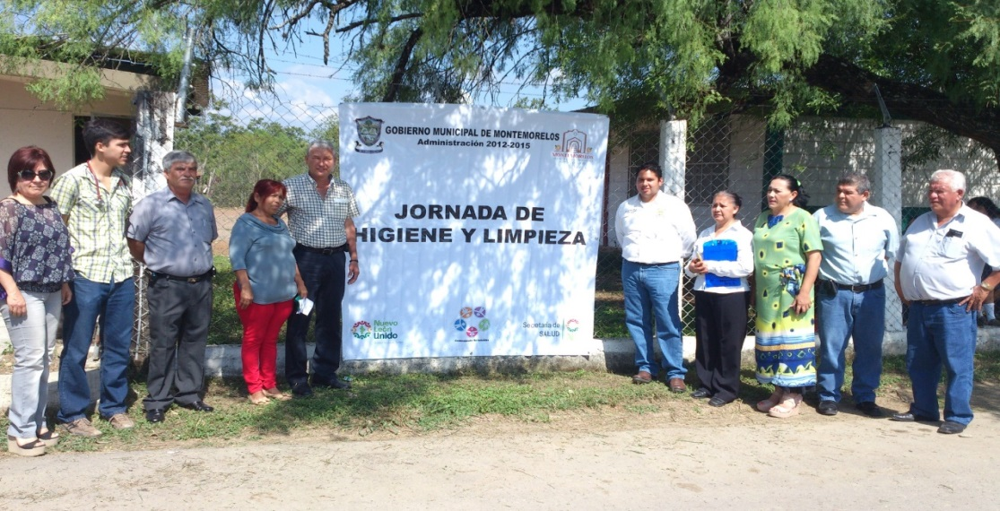 GOBIERNO MUNICIPAL DE MONTEMORELOS
Administración 2012-2015
JORNADA DE
HIGIENE Y LIMPIEZA
Nuevo
León
Unido
Secretaría de
SALUD